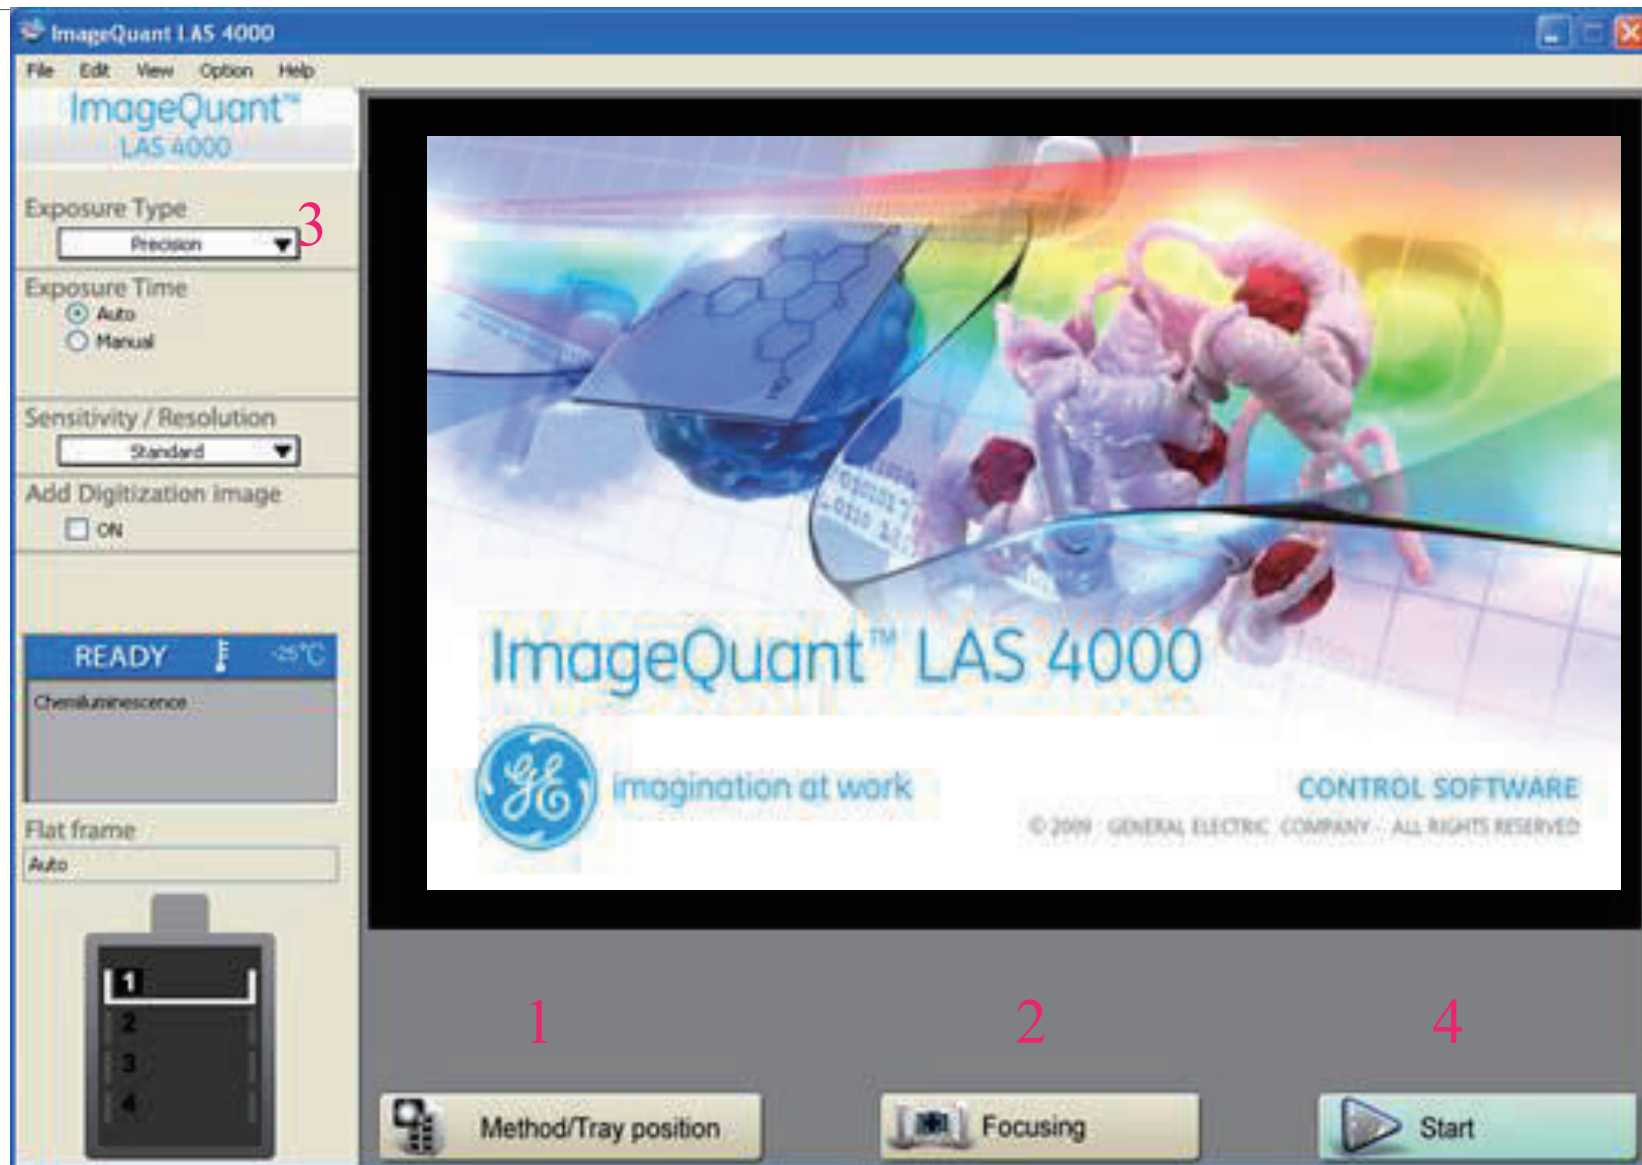 ImageQuant LAS 4000
File Edit View Option Help
ImageQuant™
LAS 4000
Exposure Type
3
Precision
Exposure Time
Auto
Manual
Sensitivity / Resolution
Standard
Add Digitization image
ON
READY -25°C
Chemiluminescence
Flat frame
Auto
1
2
3
4
ImageQuant™ LAS 4000
GE imagination at work
CONTROL SOFTWARE
© 2009 GENERAL ELECTRIC COMPANY - ALL RIGHTS RESERVED
1 2 4
Method/Tray position Focusing Start